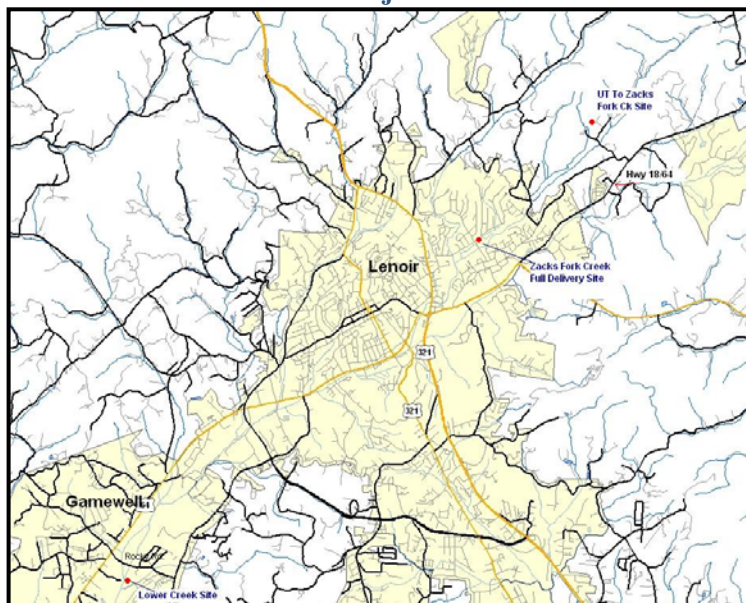 UT To Zacks
Fork Ck Site
Hwy 18/64
Lenoir
Zacks Fork Creek
Full Delivery Site
321
321
Gamewell
Lower Creek Site